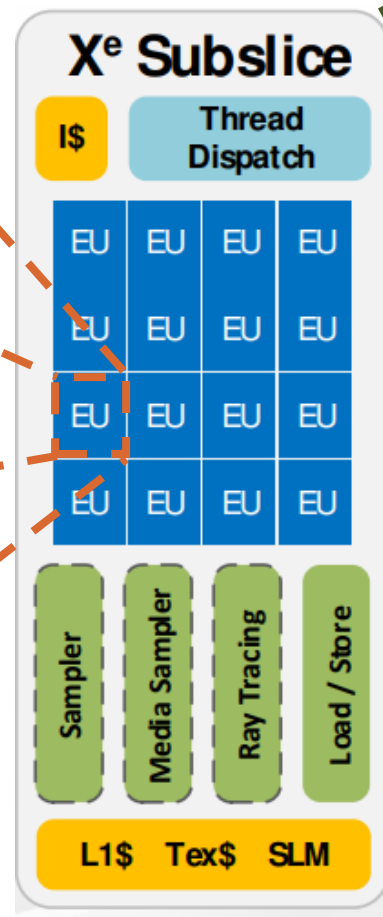 Xᵉ Subslice
I$
Thread
Dispatch
EU EU EU EU
EU EU EU EU
EU EU EU EU
EU EU EU EU
Sampler
Media Sampler
Ray Tracing
Load / Store
L1$ Tex$ SLM